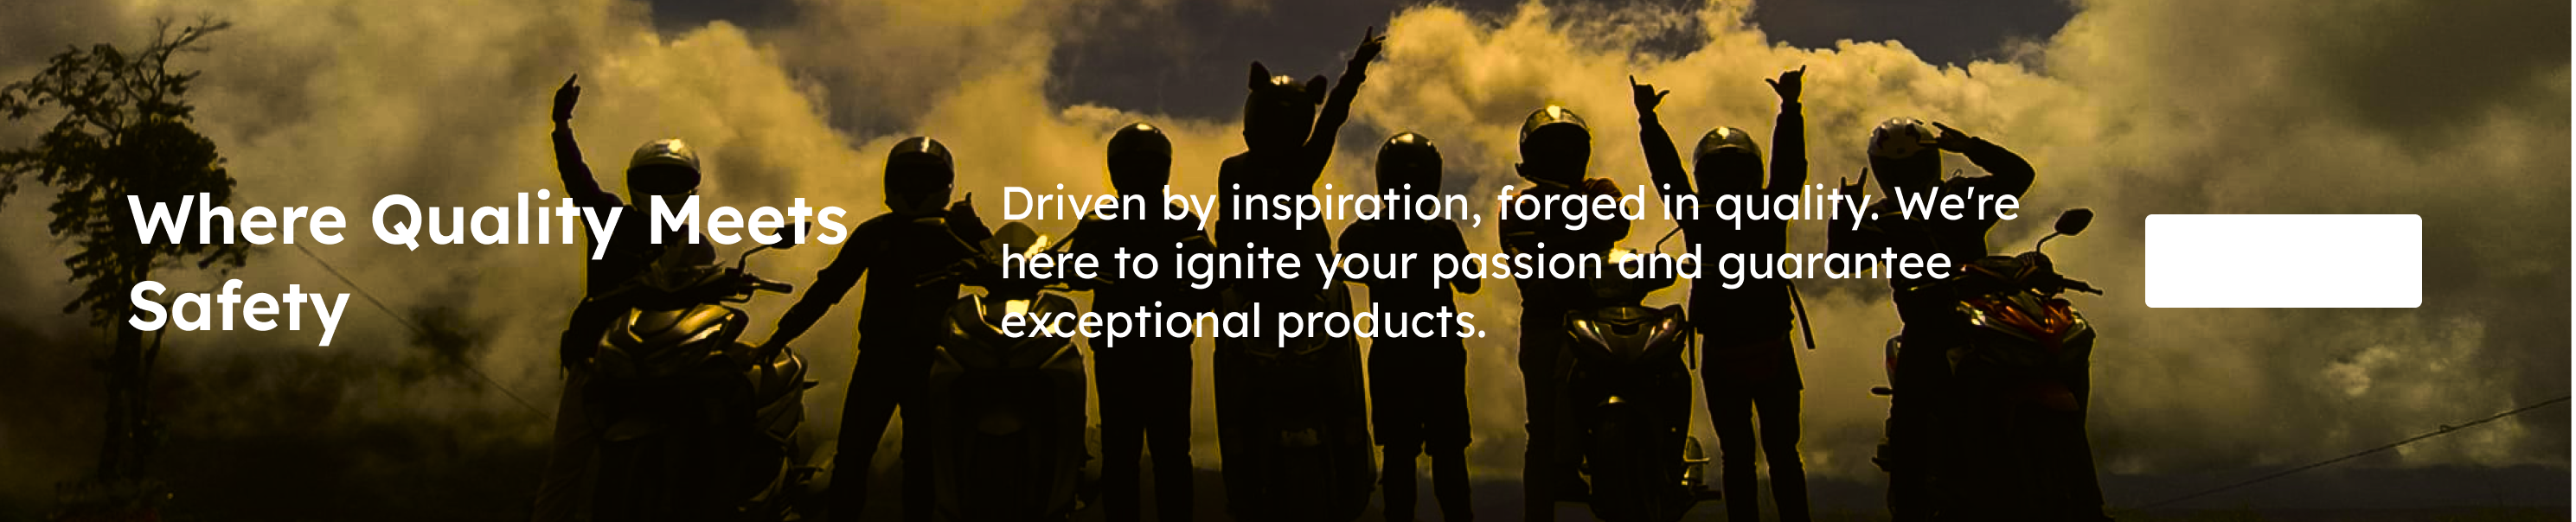 Where Quality Meets
Safety
Driven by inspiration, forged in quality. We're
here to ignite your passion and guarantee
exceptional products.